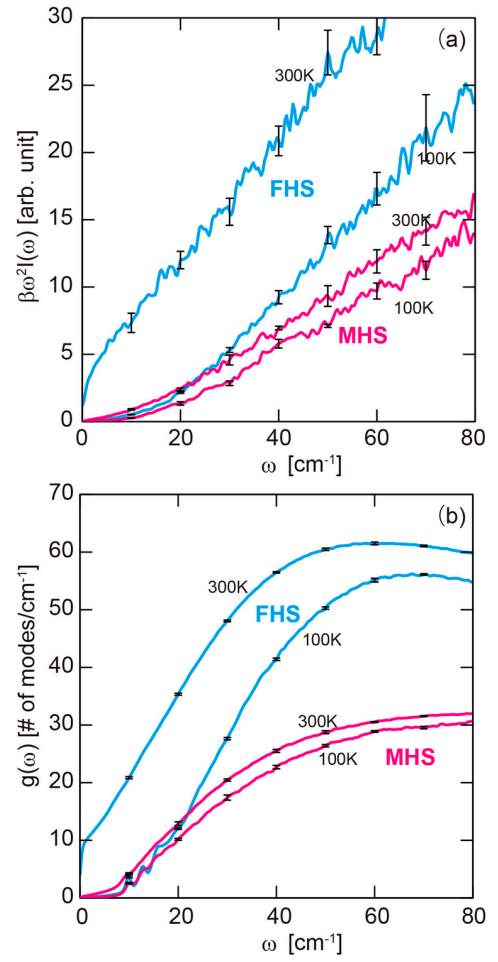 30
(a)
300K
25
20
100K
FHS
15
300K
10
MHS
100K
5
0
βω²I(ω) [arb. unit]
0 20 40 60 80
ω [cm⁻¹]
70
(b)
60
300K
FHS
50
100K
40
30
300K
100K
MHS
20
10
0
g(ω) [# of modes/cm⁻¹]
0 20 40 60 80
ω [cm⁻¹]